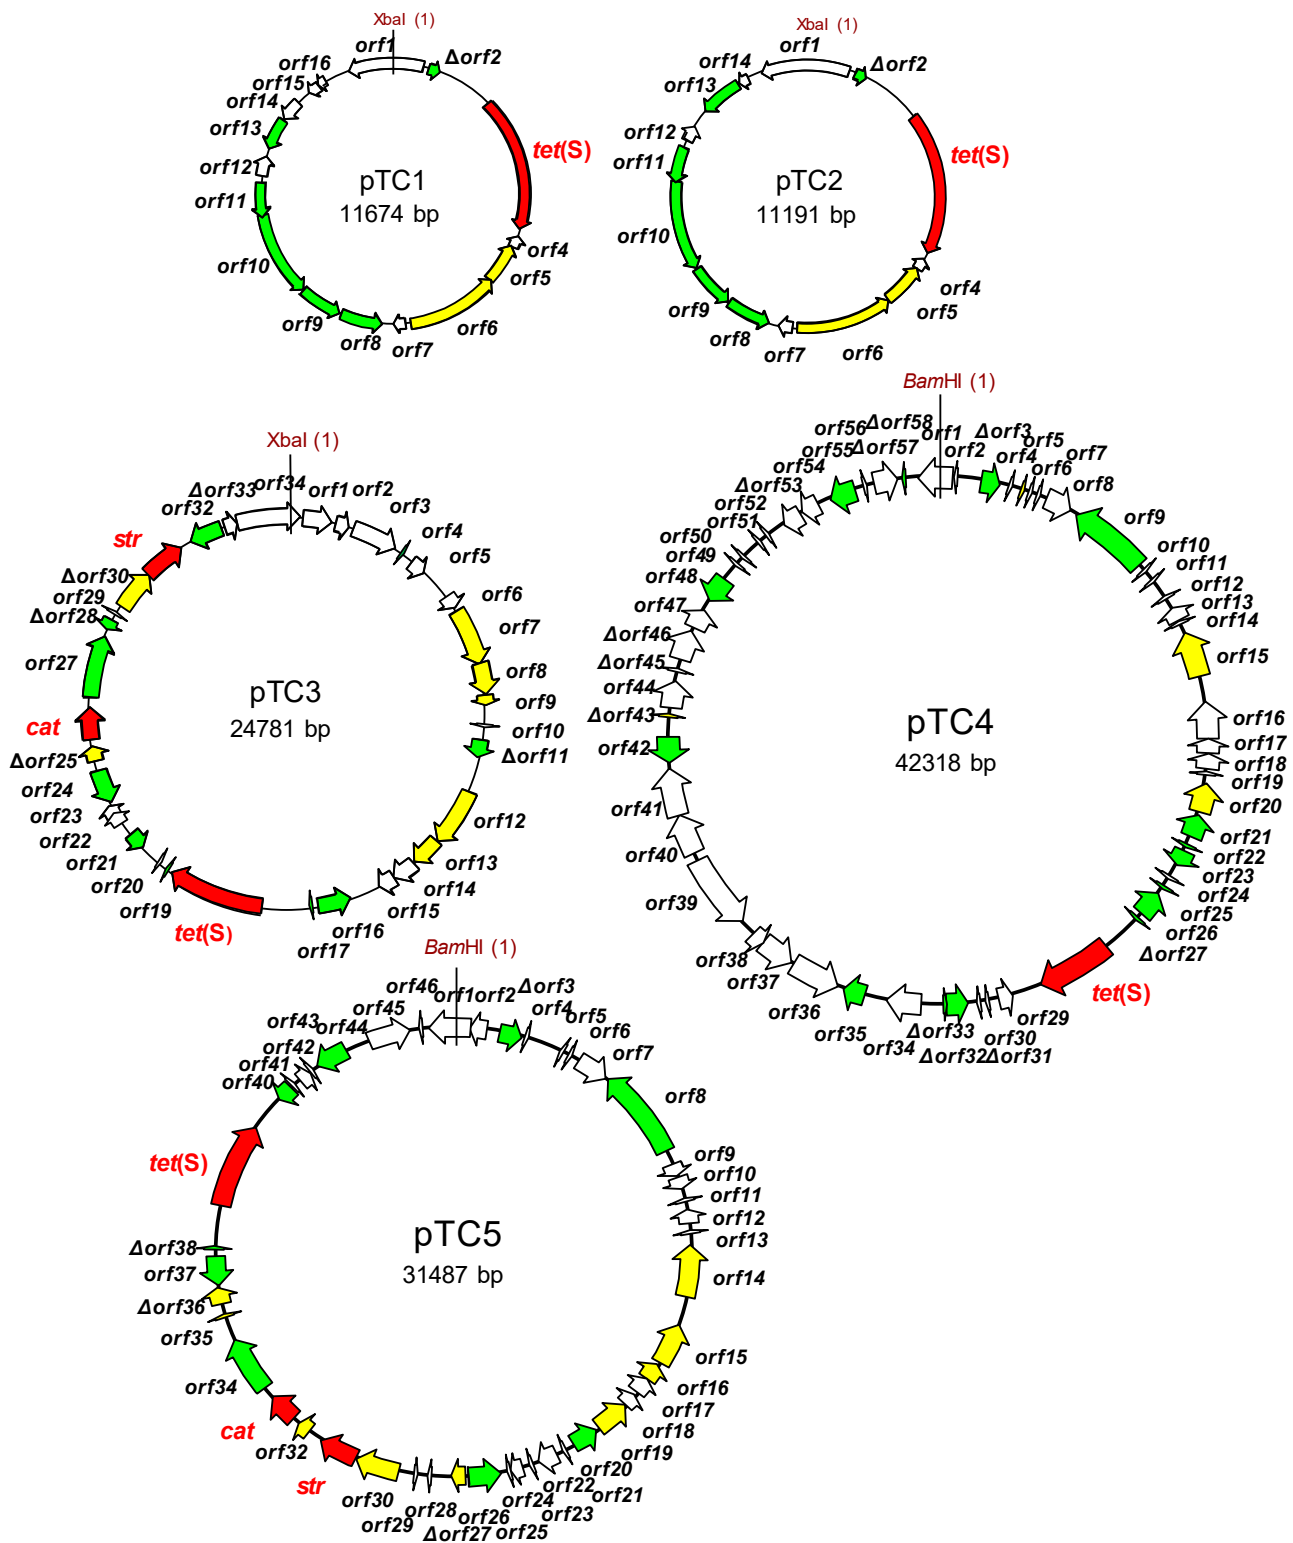 XbaI (1)
orf1
Δorf2
tet(S)
orf4
orf5
orf6
orf7
orf8
orf9
orf10
orf11
orf12
orf13
orf14
orf15
orf16
pTC1
11674 bp
XbaI (1)
orf1
Δorf2
tet(S)
orf4
orf5
orf6
orf7
orf8
orf9
orf10
orf11
orf12
orf13
orf14
pTC2
11191 bp
XbaI (1)
orf1
orf2
orf3
orf4
orf5
orf6
orf7
orf8
orf9
orf10
Δorf11
orf12
orf13
orf14
orf15
orf16
orf17
tet(S)
orf19
orf20
orf21
orf22
orf23
orf24
Δorf25
cat
orf27
Δorf28
orf29
Δorf30
str
orf32
Δorf33
orf34
pTC3
24781 bp
BamHI (1)
orf1
orf2
Δorf3
orf4
orf5
orf6
orf7
orf8
orf9
orf10
orf11
orf12
orf13
orf14
orf15
orf16
orf17
orf18
orf19
orf20
orf21
orf22
orf23
orf24
orf25
orf26
Δorf27
tet(S)
orf29
orf30
Δorf31
Δorf32
Δorf33
orf34
orf35
orf36
orf37
orf38
orf39
orf40
orf41
orf42
Δorf43
orf44
Δorf45
Δorf46
orf47
orf48
orf49
orf50
orf51
orf52
Δorf53
orf54
orf55
orf56
Δorf57
Δorf58
pTC4
42318 bp
BamHI (1)
orf1
orf2
Δorf3
orf4
orf5
orf6
orf7
orf8
orf9
orf10
orf11
orf12
orf13
orf14
orf15
orf16
orf17
orf18
orf19
orf20
orf21
orf22
orf23
orf24
orf25
orf26
Δorf27
orf28
orf29
orf30
str
orf32
cat
orf34
orf35
Δorf36
orf37
Δorf38
tet(S)
orf40
orf41
orf42
orf43
orf44
orf45
orf46
pTC5
31487 bp